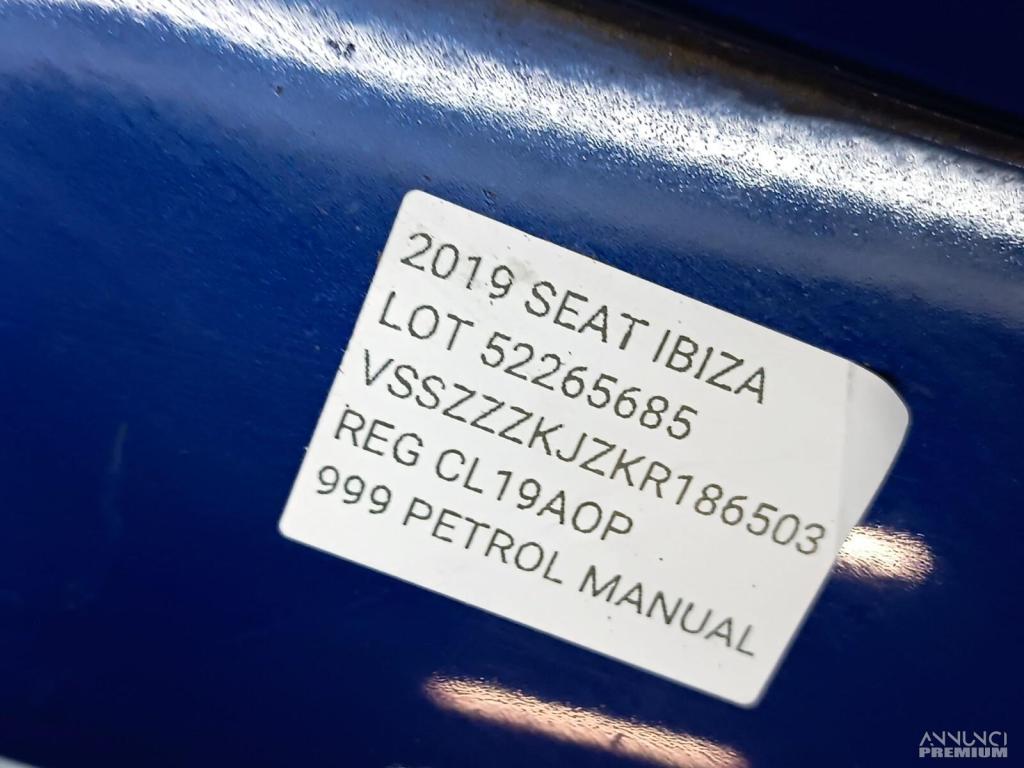 2019 SEAT IBIZA
LOT 52265685
VSSZZZKJZKR186503
REG CL19AOP
999 PETROL MANUAL
ANNUNCI
PREMIUM